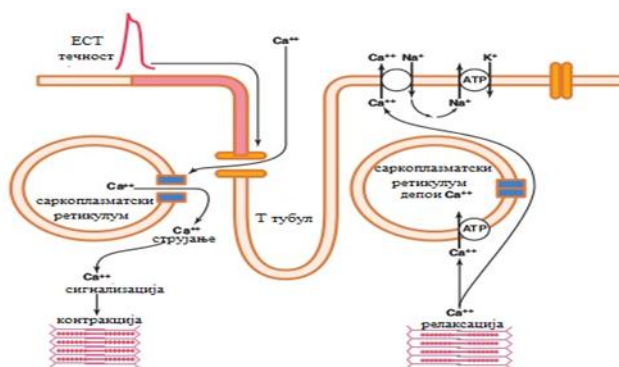 ЕСТ
течност
Ca++
Ca++
Na+
K+
ATP
Ca++
Na+
Ca++
саркоплазматски
ретикулум
Т тубул
Ca++
струјање
Ca++
сигнализација
контракција
саркоплазматски
ретикулум
депои Ca++
ATP
Ca++
Ca++
релаксација